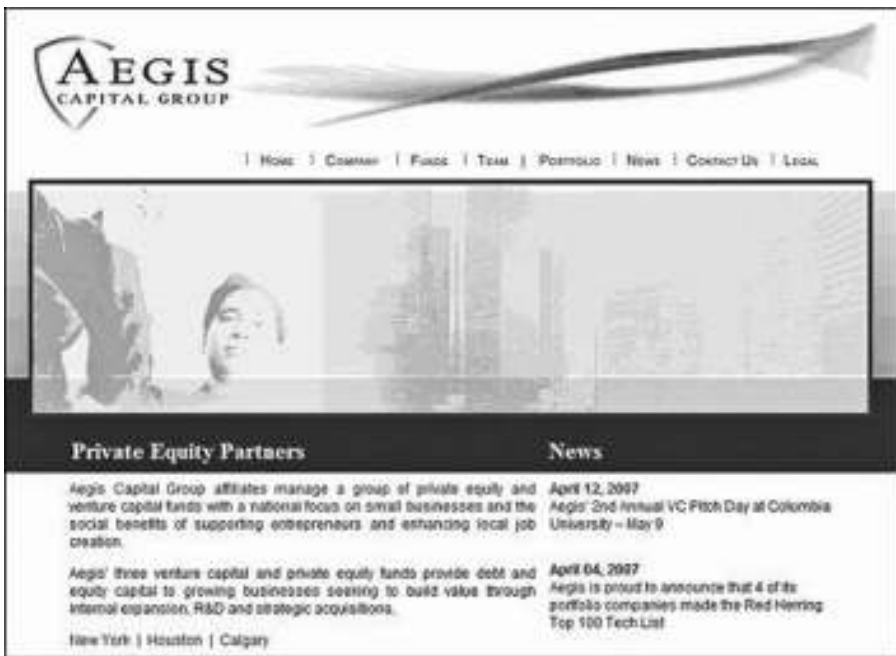 AEGIS
CAPITAL GROUP
| HOME | COMPANY | FUNDS | TEAM | PORTFOLIO | NEWS | CONTACT US | LEGAL
Private Equity Partners
Aegis Capital Group affiliates manage a group of private equity and
venture capital funds with a national focus on small businesses and the
social benefits of supporting entrepreneurs and enhancing local job
creation.
Aegis' three venture capital and private equity funds provide debt and
equity capital to growing businesses seeking to build value through
internal expansion, R&D and strategic acquisitions.
New York | Houston | Calgary
News
April 12, 2007
Aegis' 2nd Annual VC Pitch Day at Colombia
University – May 9
April 04, 2007
Aegis is proud to announce that 4 of its
portfolio companies made the Red Herring
Top 100 Tech List